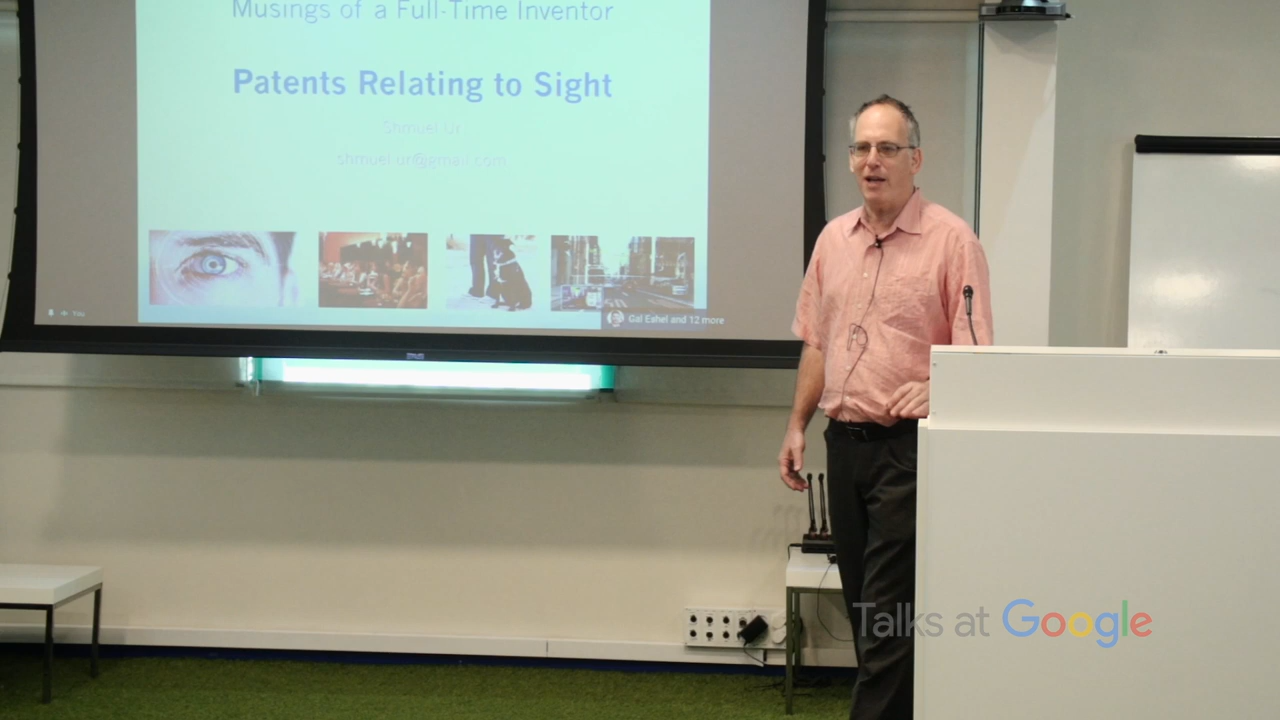 Musings of a Full-Time Inventor
Patents Relating to Sight
Shmuel Ur
shmuel.ur@gmail.com
You
Gal Eshel and 12 more
Talks at Google